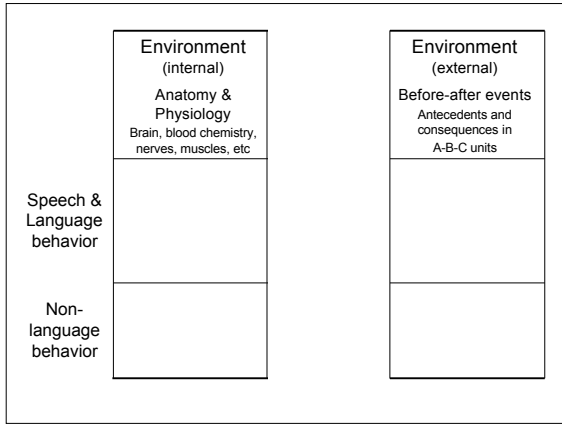 Environment
(internal)
Anatomy &
Physiology
Brain, blood chemistry,
nerves, muscles, etc
Environment
(external)
Before-after events
Antecedents and
consequences in
A-B-C units
Speech &
Language
behavior
Non-
language
behavior